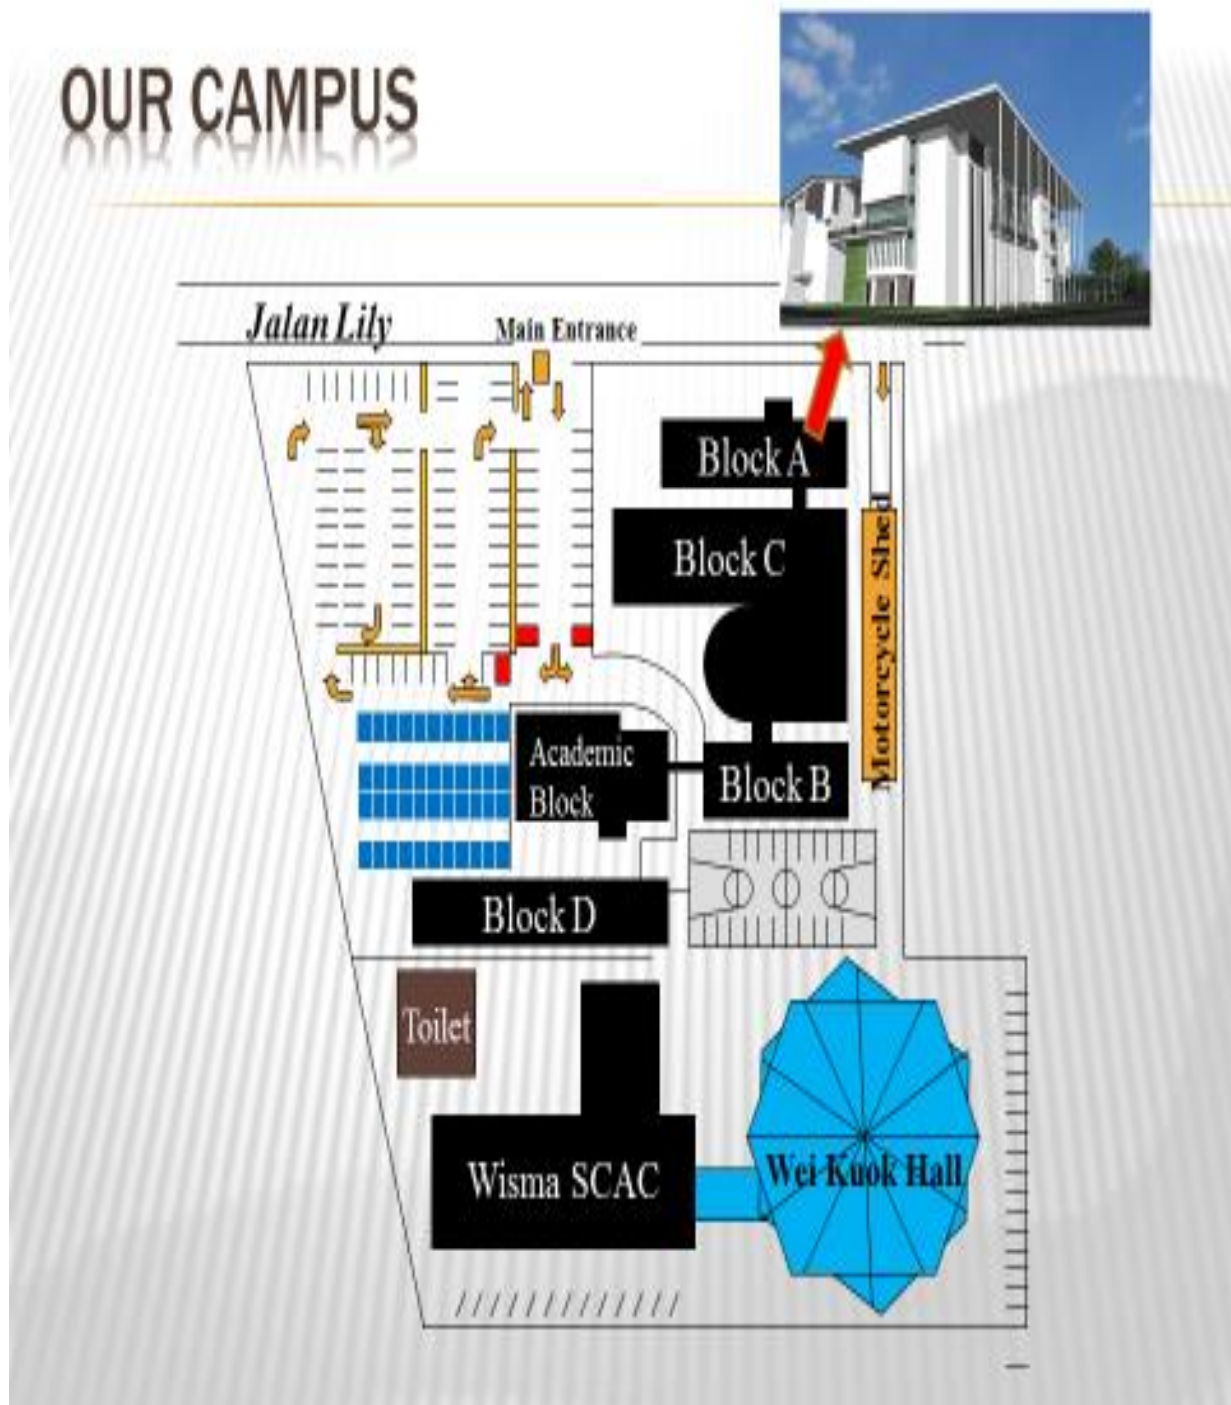 OUR CAMPUS
Jalan Lily
Main Entrance
Block A
Block C
Motorcycle Shed
Academic
Block
Block B
Block D
Toilet
Wisma SCAC
Wei Kuok Hall